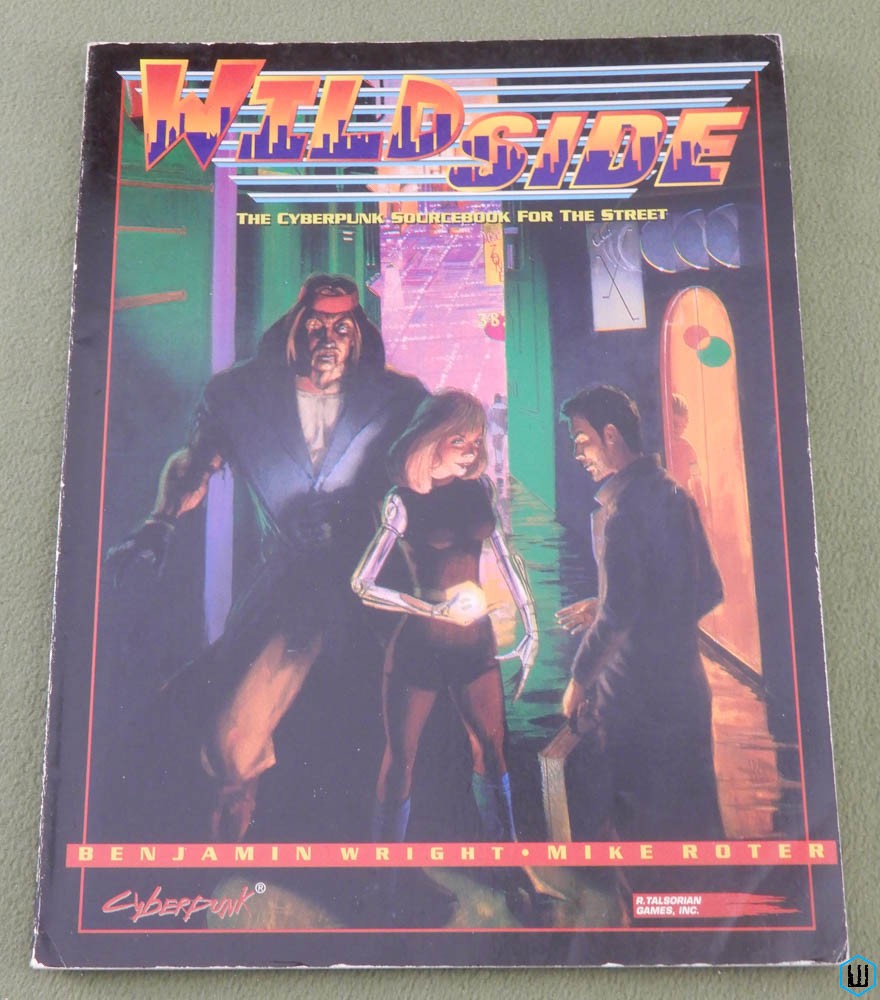 WILD SIDE
THE CYBERPUNK SOURCEBOOK FOR THE STREET
38
BENJAMIN WRIGHT • MIKE ROTER
CYBERPUNK®
R.TALSORIAN
GAMES, INC.
W